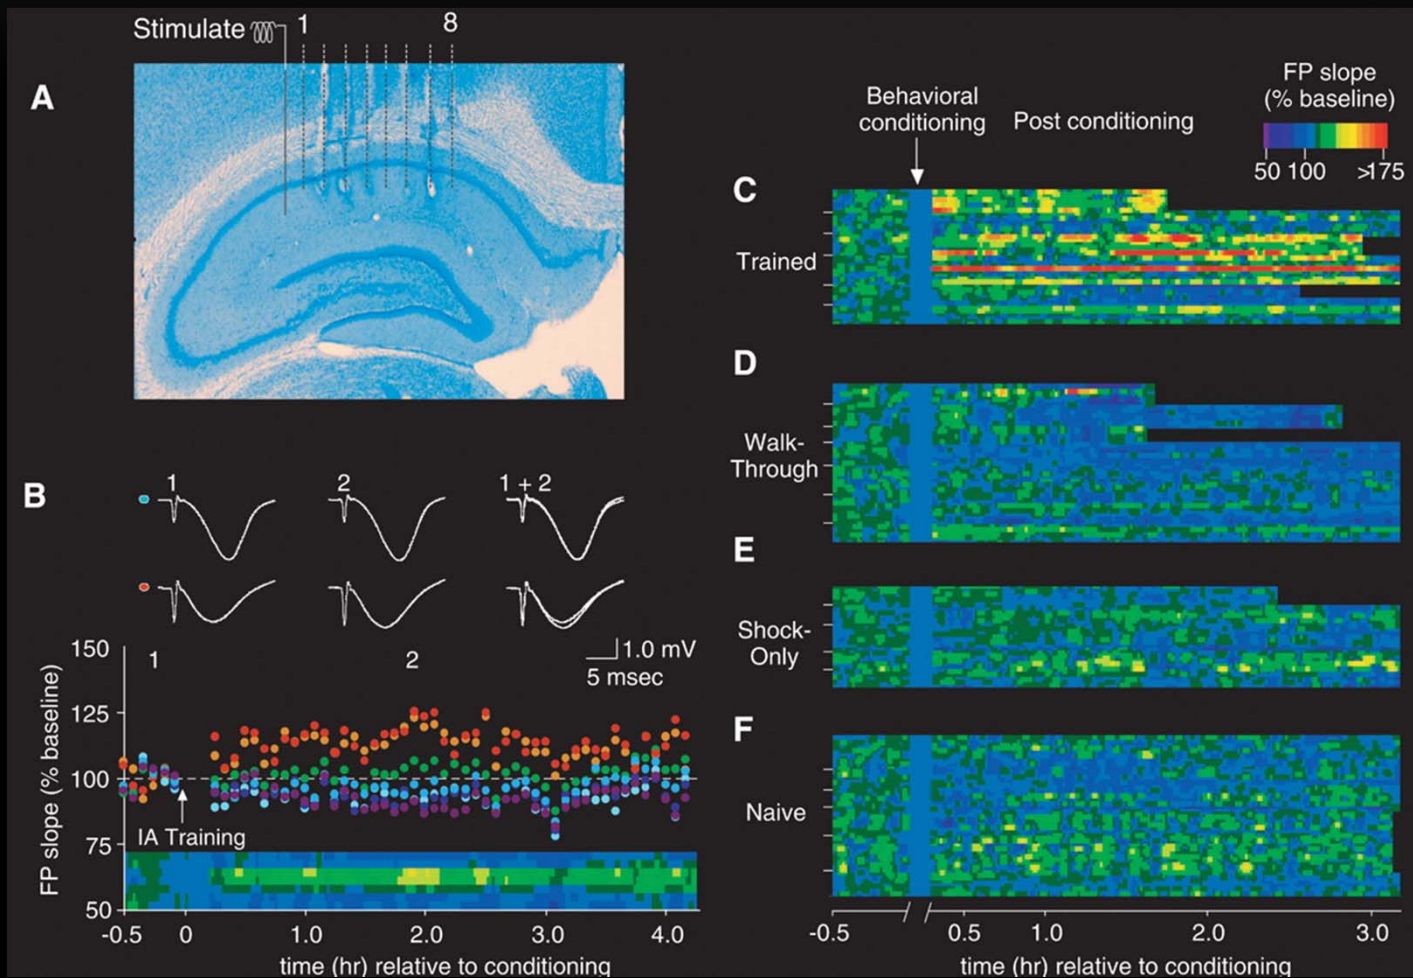 Stimulate 1 8
A
B
1 2 1 + 2
1.0 mV
5 msec
1 2
FP slope (% baseline)
150
125
100
75
50
IA Training
-0.5 0 1.0 2.0 3.0 4.0
time (hr) relative to conditioning
Behavioral
conditioning
Post conditioning
FP slope
(% baseline)
50 100 >175
C
Trained
D
Walk-
Through
E
Shock-
Only
F
Naive
-0.5 0.5 1.0 2.0 3.0
time (hr) relative to conditioning